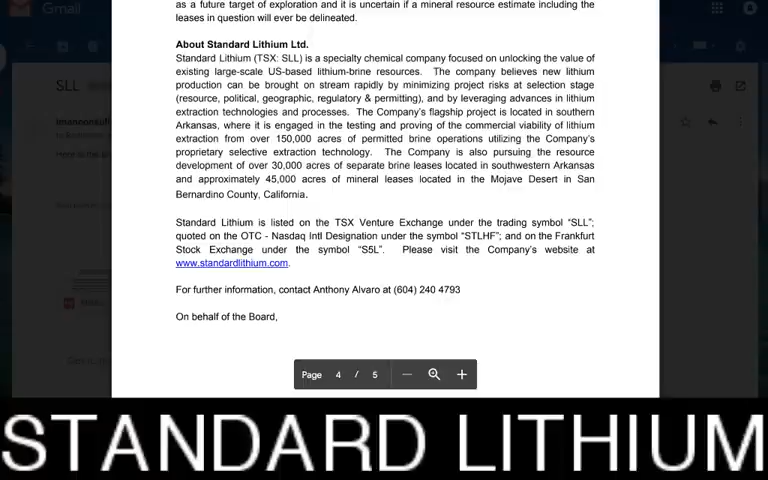 Gmail
as a future target of exploration and it is uncertain if a mineral resource estimate including the
leases in question will ever be delineated.
About Standard Lithium Ltd.
Standard Lithium (TSX: SLL) is a specialty chemical company focused on unlocking the value of
existing large-scale US-based lithium-brine resources. The company believes new lithium
production can be brought on stream rapidly by minimizing project risks at selection stage
(resource, political, geographic, regulatory & permitting), and by leveraging advances in lithium
extraction technologies and processes. The Company's flagship project is located in southern
Arkansas, where it is engaged in the testing and proving of the commercial viability of lithium
extraction from over 150,000 acres of permitted brine operations utilizing the Company's
proprietary selective extraction technology. The Company is also pursuing the resource
development of over 30,000 acres of separate brine leases located in southwestern Arkansas
and approximately 45,000 acres of mineral leases located in the Mojave Desert in San
Bernardino County, California.
Standard Lithium is listed on the TSX Venture Exchange under the trading symbol “SLL”;
quoted on the OTC - Nasdaq Intl Designation under the symbol “STLHF”; and on the Frankfurt
Stock Exchange under the symbol “S5L”. Please visit the Company's website at
www.standardlithium.com.
For further information, contact Anthony Alvaro at (604) 240 4793
On behalf of the Board,
SLL
Page 4 / 5
STANDARD LITHIUM